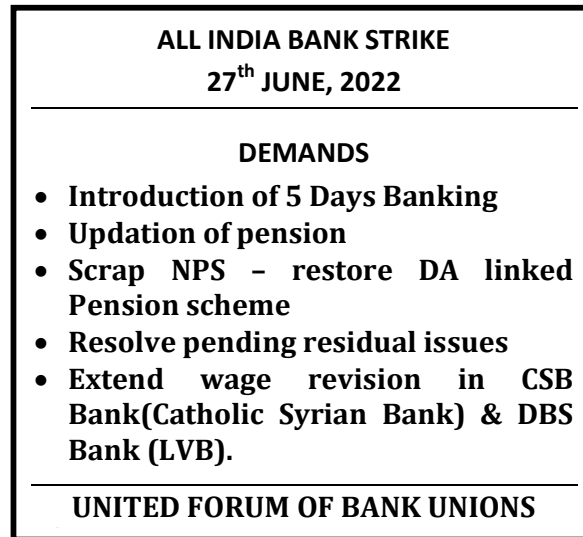 ALL INDIA BANK STRIKE
27th JUNE, 2022
DEMANDS
• Introduction of 5 Days Banking
• Updation of pension
• Scrap NPS – restore DA linked
Pension scheme
• Resolve pending residual issues
• Extend wage revision in CSB
Bank(Catholic Syrian Bank) & DBS
Bank (LVB).
UNITED FORUM OF BANK UNIONS